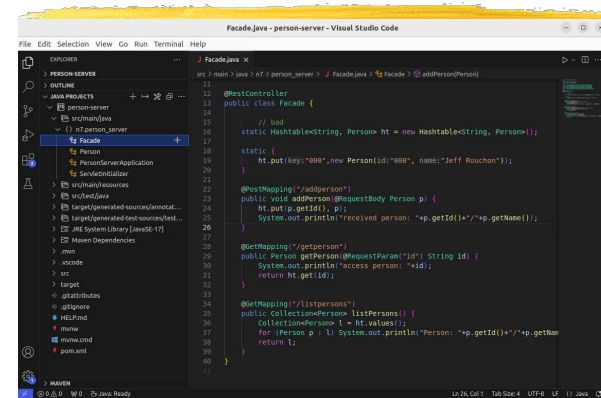 Facade.java - person-server - Visual Studio Code
File Edit Selection View Go Run Terminal Help
EXPLORER
PERSON-SERVER
OUTLINE
JAVA PROJECTS
person-server
src/main/java
{} n7.person_server
Facade
Person
PersonServerApplication
ServletInitializer
src/main/resources
src/test/java
target/generated-sources/annotat...
target/generated-test-sources/test...
JRE System Library [JavaSE-17]
Maven Dependencies
.mvn
.vscode
src
target
.gitattributes
.gitignore
HELP.md
mvnw
mvnw.cmd
pom.xml
MAVEN
J Facade.java ×
src > main > java > n7 > person_server > J Facade.java > Facade > addPerson(Person)
11
12 @RestController
13 public class Facade {
14
15 // bad
16 static Hashtable<String, Person> ht = new Hashtable<String, Person>();
17
18 static {
19 ht.put(key:"000",new Person(id:"000", name:"Jeff Rouchon"));
20 }
21
22 @PostMapping("/addperson")
23 public void addPerson(@RequestBody Person p) {
24 ht.put(p.getId(), p);
25 System.out.println("received person: "+p.getId()+"/"+p.getName());
26 }
27
28 @GetMapping("/getperson")
29 public Person getPerson(@RequestParam("id") String id) {
30 System.out.println("access person: "+id);
31 return ht.get(id);
32 }
33
34 @GetMapping("/listpersons")
35 public Collection<Person> listPersons() {
36 Collection<Person> l = ht.values();
37 for (Person p : l) System.out.println("Person: "+p.getId()+"/"+p.getNam
38 return l;
39 }
40 }
41
0 0 0 Java: Ready
Ln 26, Col 1 Tab Size: 4 UTF-8 LF {} Java